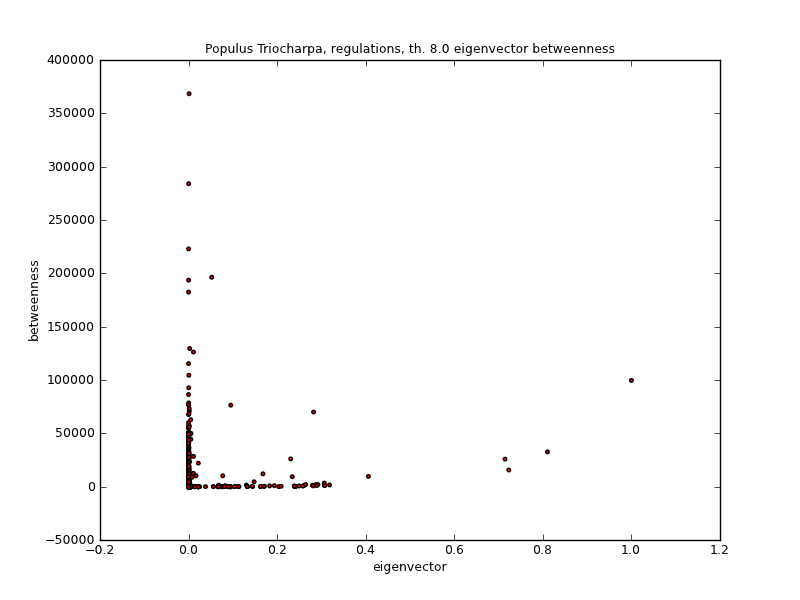 Populus Triocharpa, regulations, th. 8.0 eigenvector betweenness
400000
350000
300000
250000
200000
150000
100000
50000
0
−50000
betweenness
−0.2 0.0 0.2 0.4 0.6 0.8 1.0 1.2
eigenvector